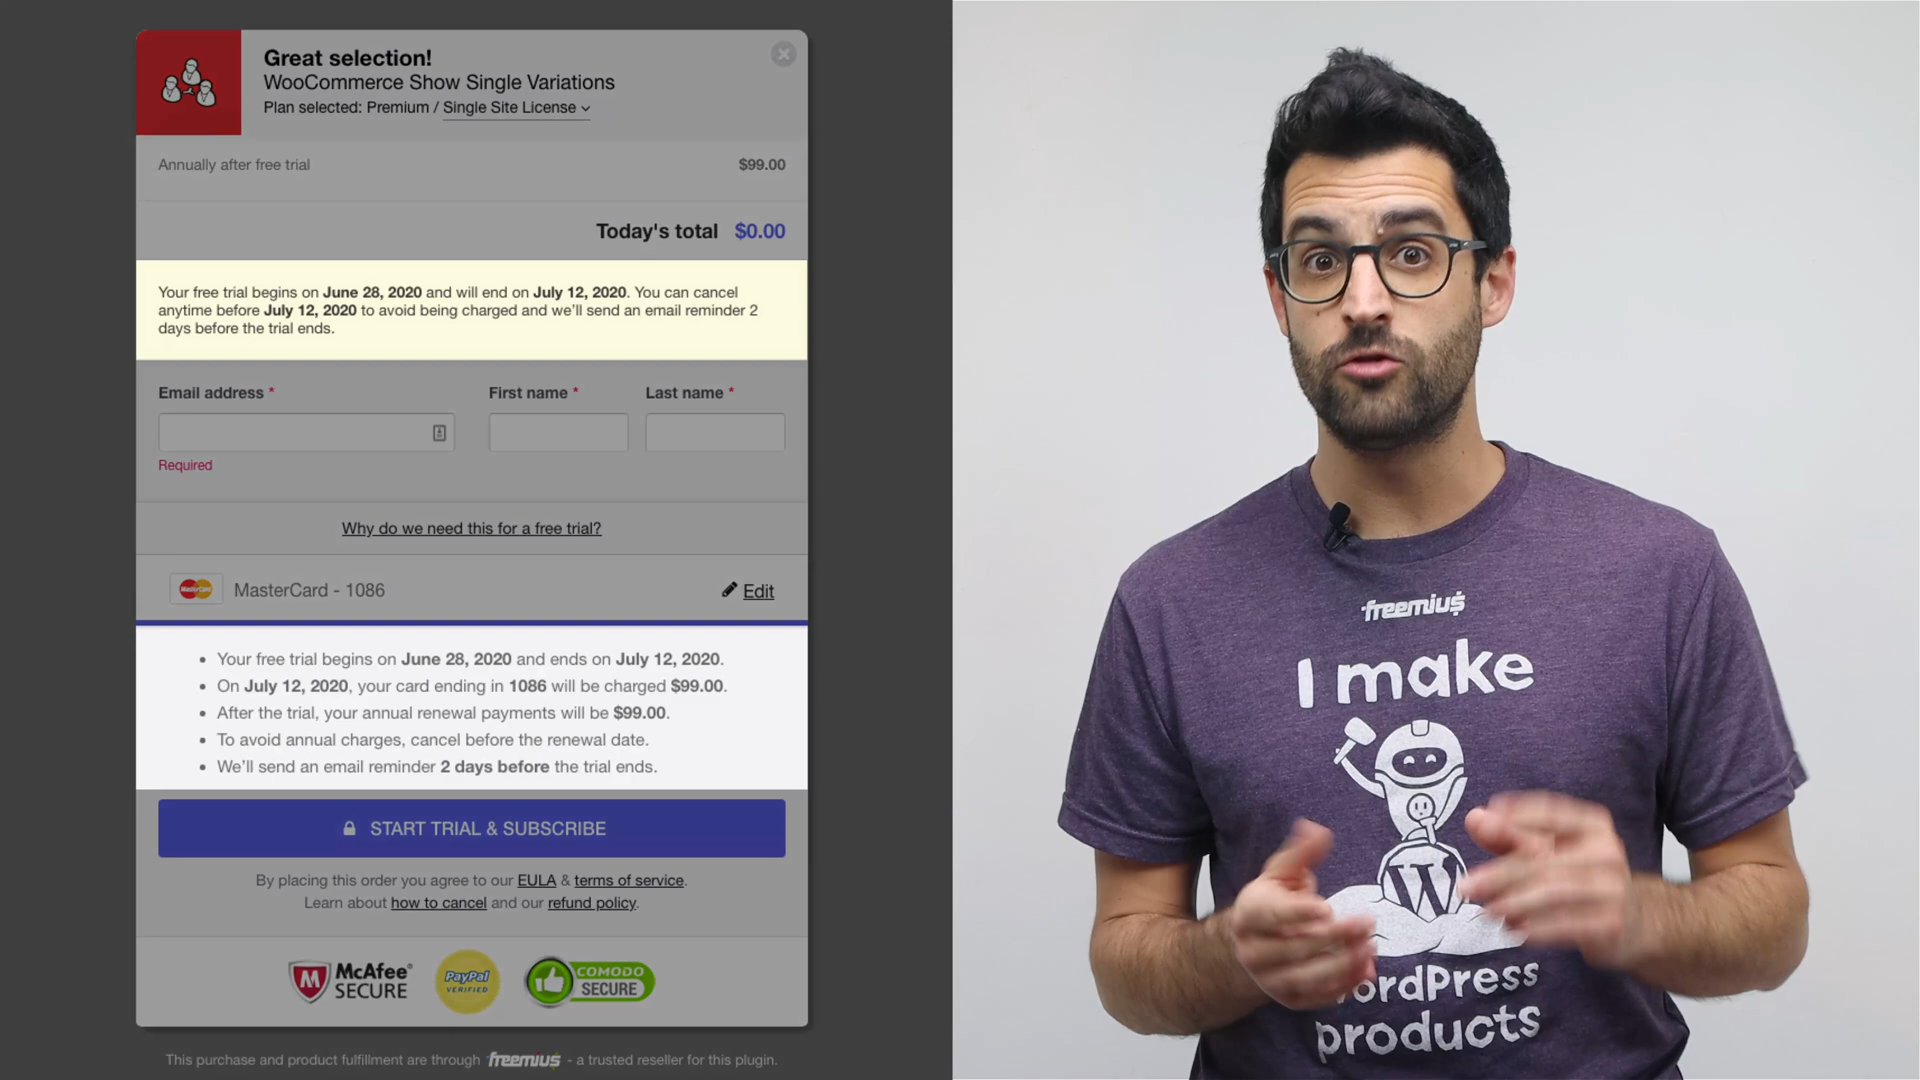 Great selection!
WooCommerce Show Single Variations
Plan selected: Premium / Single Site License
Annually after free trial $99.00
Today's total $0.00
Your free trial begins on June 28, 2020 and will end on July 12, 2020. You can cancel
anytime before July 12, 2020 to avoid being charged and we'll send an email reminder 2
days before the trial ends.
Email address * First name * Last name *
Required
Why do we need this for a free trial?
MasterCard
MasterCard - 1086 Edit
Your free trial begins on June 28, 2020 and ends on July 12, 2020.
On July 12, 2020, your card ending in 1086 will be charged $99.00.
After the trial, your annual renewal payments will be $99.00.
To avoid annual charges, cancel before the renewal date.
We'll send an email reminder 2 days before the trial ends.
START TRIAL & SUBSCRIBE
By placing this order you agree to our EULA & terms of service.
Learn about how to cancel and our refund policy.
McAfee
SECURE
PayPal
VERIFIED
COMODO
SECURE
This purchase and product fulfillment are through freemius - a trusted reseller for this plugin.
freemiu$
I make
W
ordPress
products